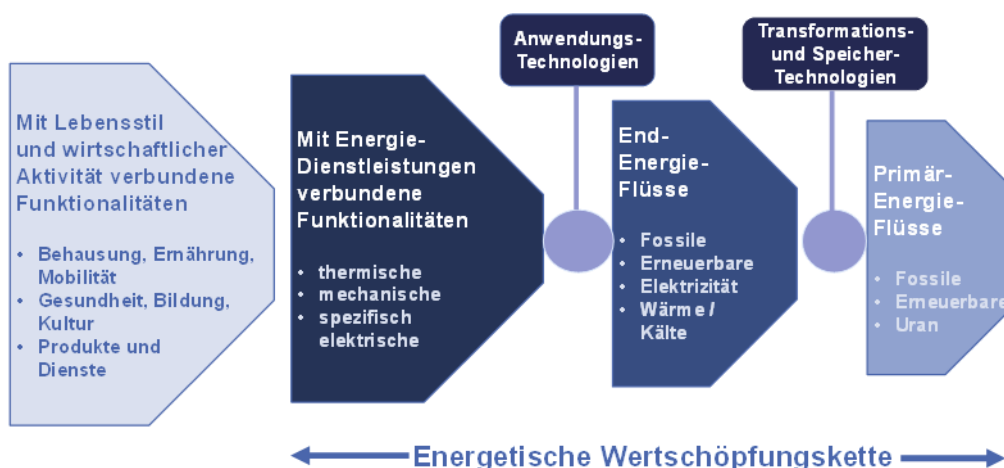 Mit Lebensstil
und wirtschaftlicher
Aktivität verbundene
Funktionalitäten
• Behausung, Ernährung,
Mobilität
• Gesundheit, Bildung,
Kultur
• Produkte und
Dienste
Mit Energie-
Dienstleistungen
verbundene
Funktionalitäten
• thermische
• mechanische
• spezifisch
elektrische
Anwendungs-
Technologien
End-
Energie-
Flüsse
• Fossile
• Erneuerbare
• Elektrizität
• Wärme /
Kälte
Transformations-
und Speicher-
Technologien
Primär-
Energie-
Flüsse
• Fossile
• Erneuerbare
• Uran
Energetische Wertschöpfungskette